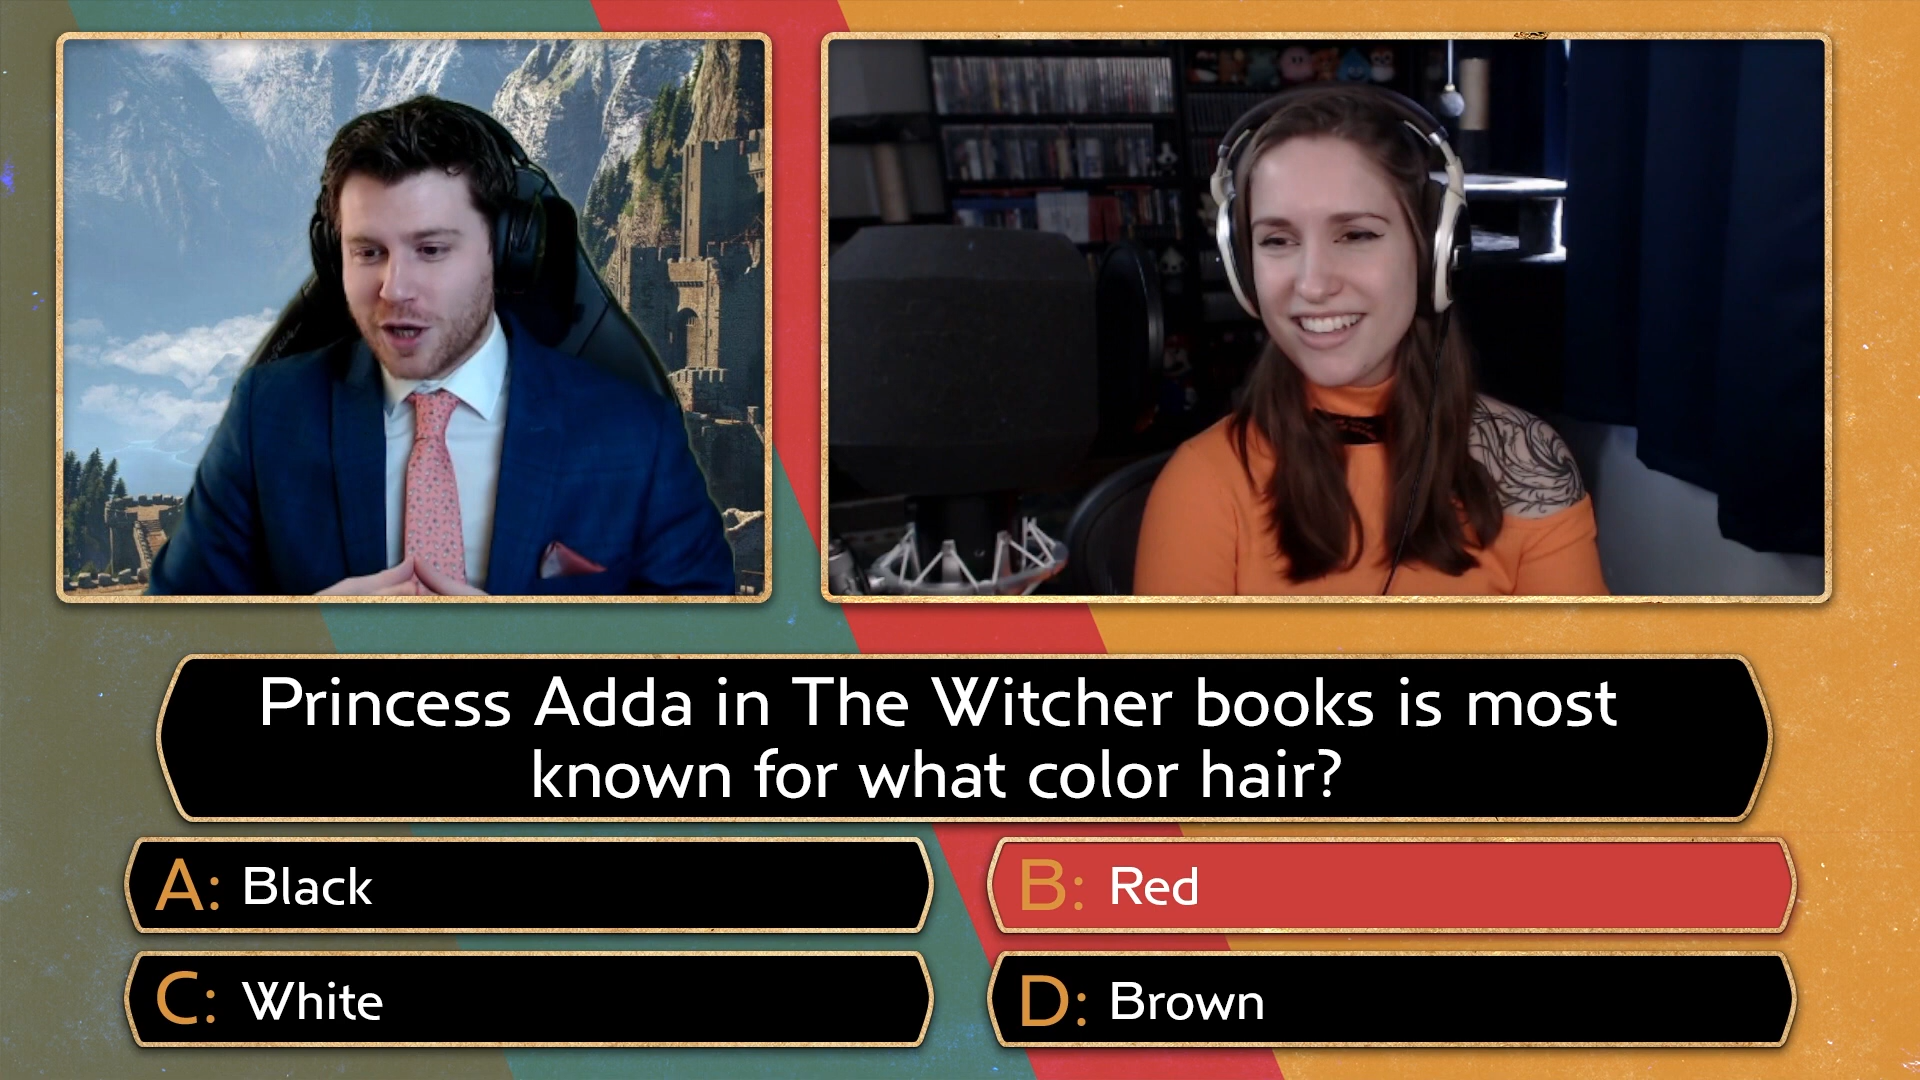 Princess Adda in The Witcher books is most
known for what color hair?
A: Black
B: Red
C: White
D: Brown